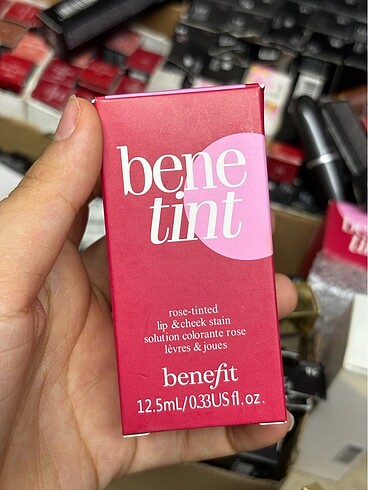 bene
tint
rose-tinted
lip & cheek stain
solution colorante rose
lèvres & joues
benefit
12.5mL/0.33US fl.oz.